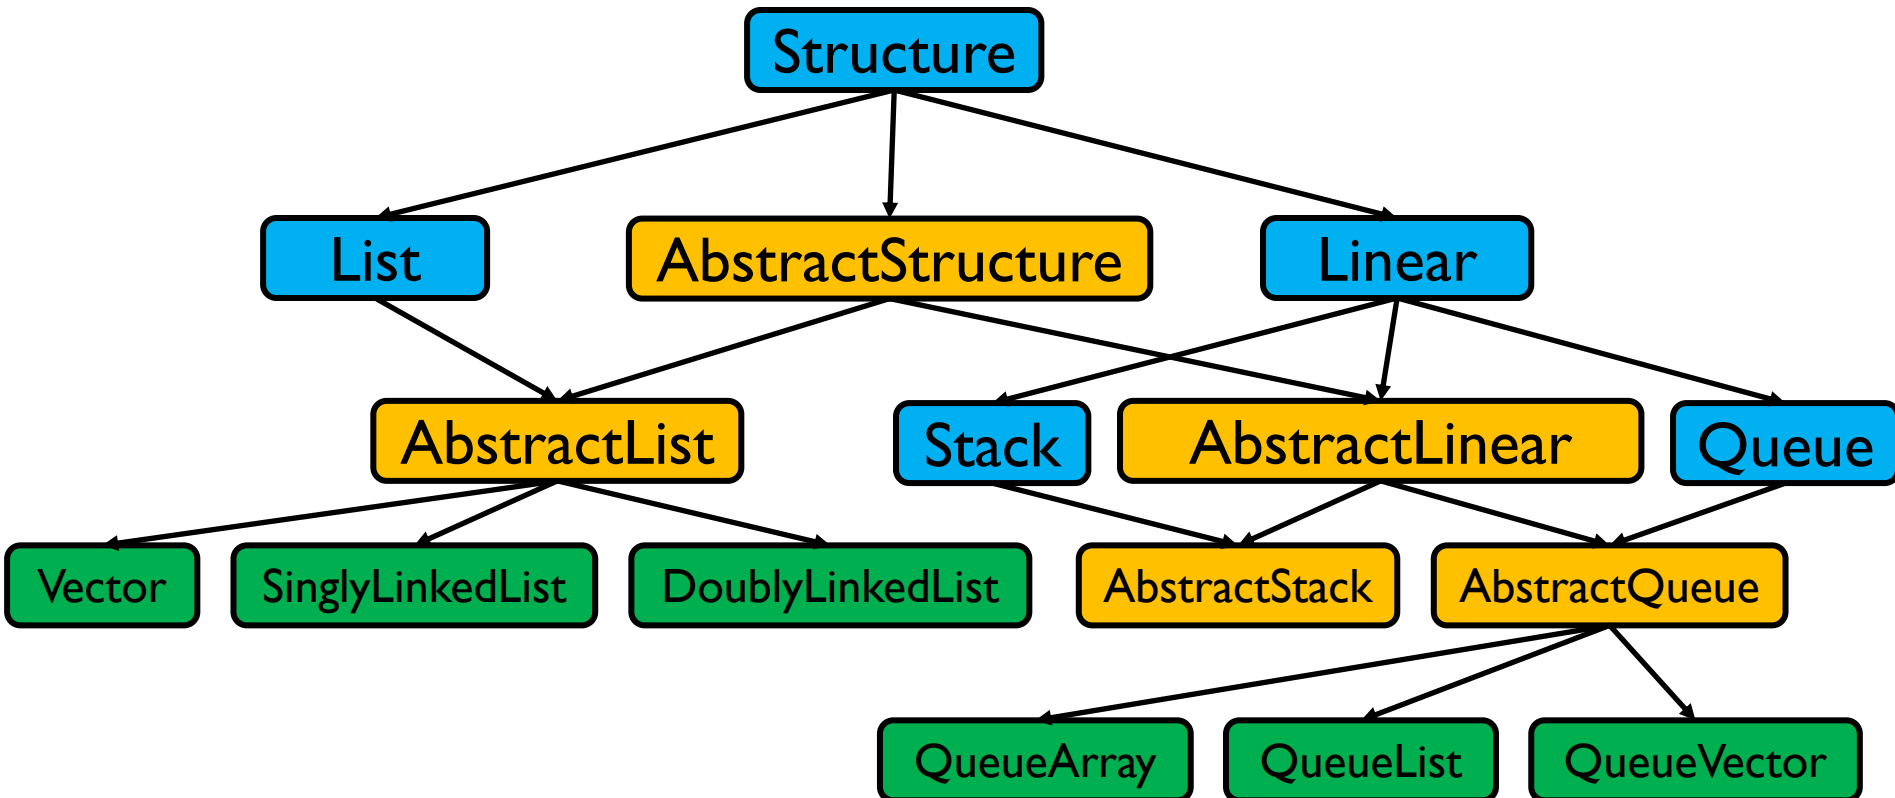 Structure
List
AbstractStructure
Linear
AbstractList
Stack
AbstractLinear
Queue
Vector
SinglyLinkedList
DoublyLinkedList
AbstractStack
AbstractQueue
QueueArray
QueueList
QueueVector